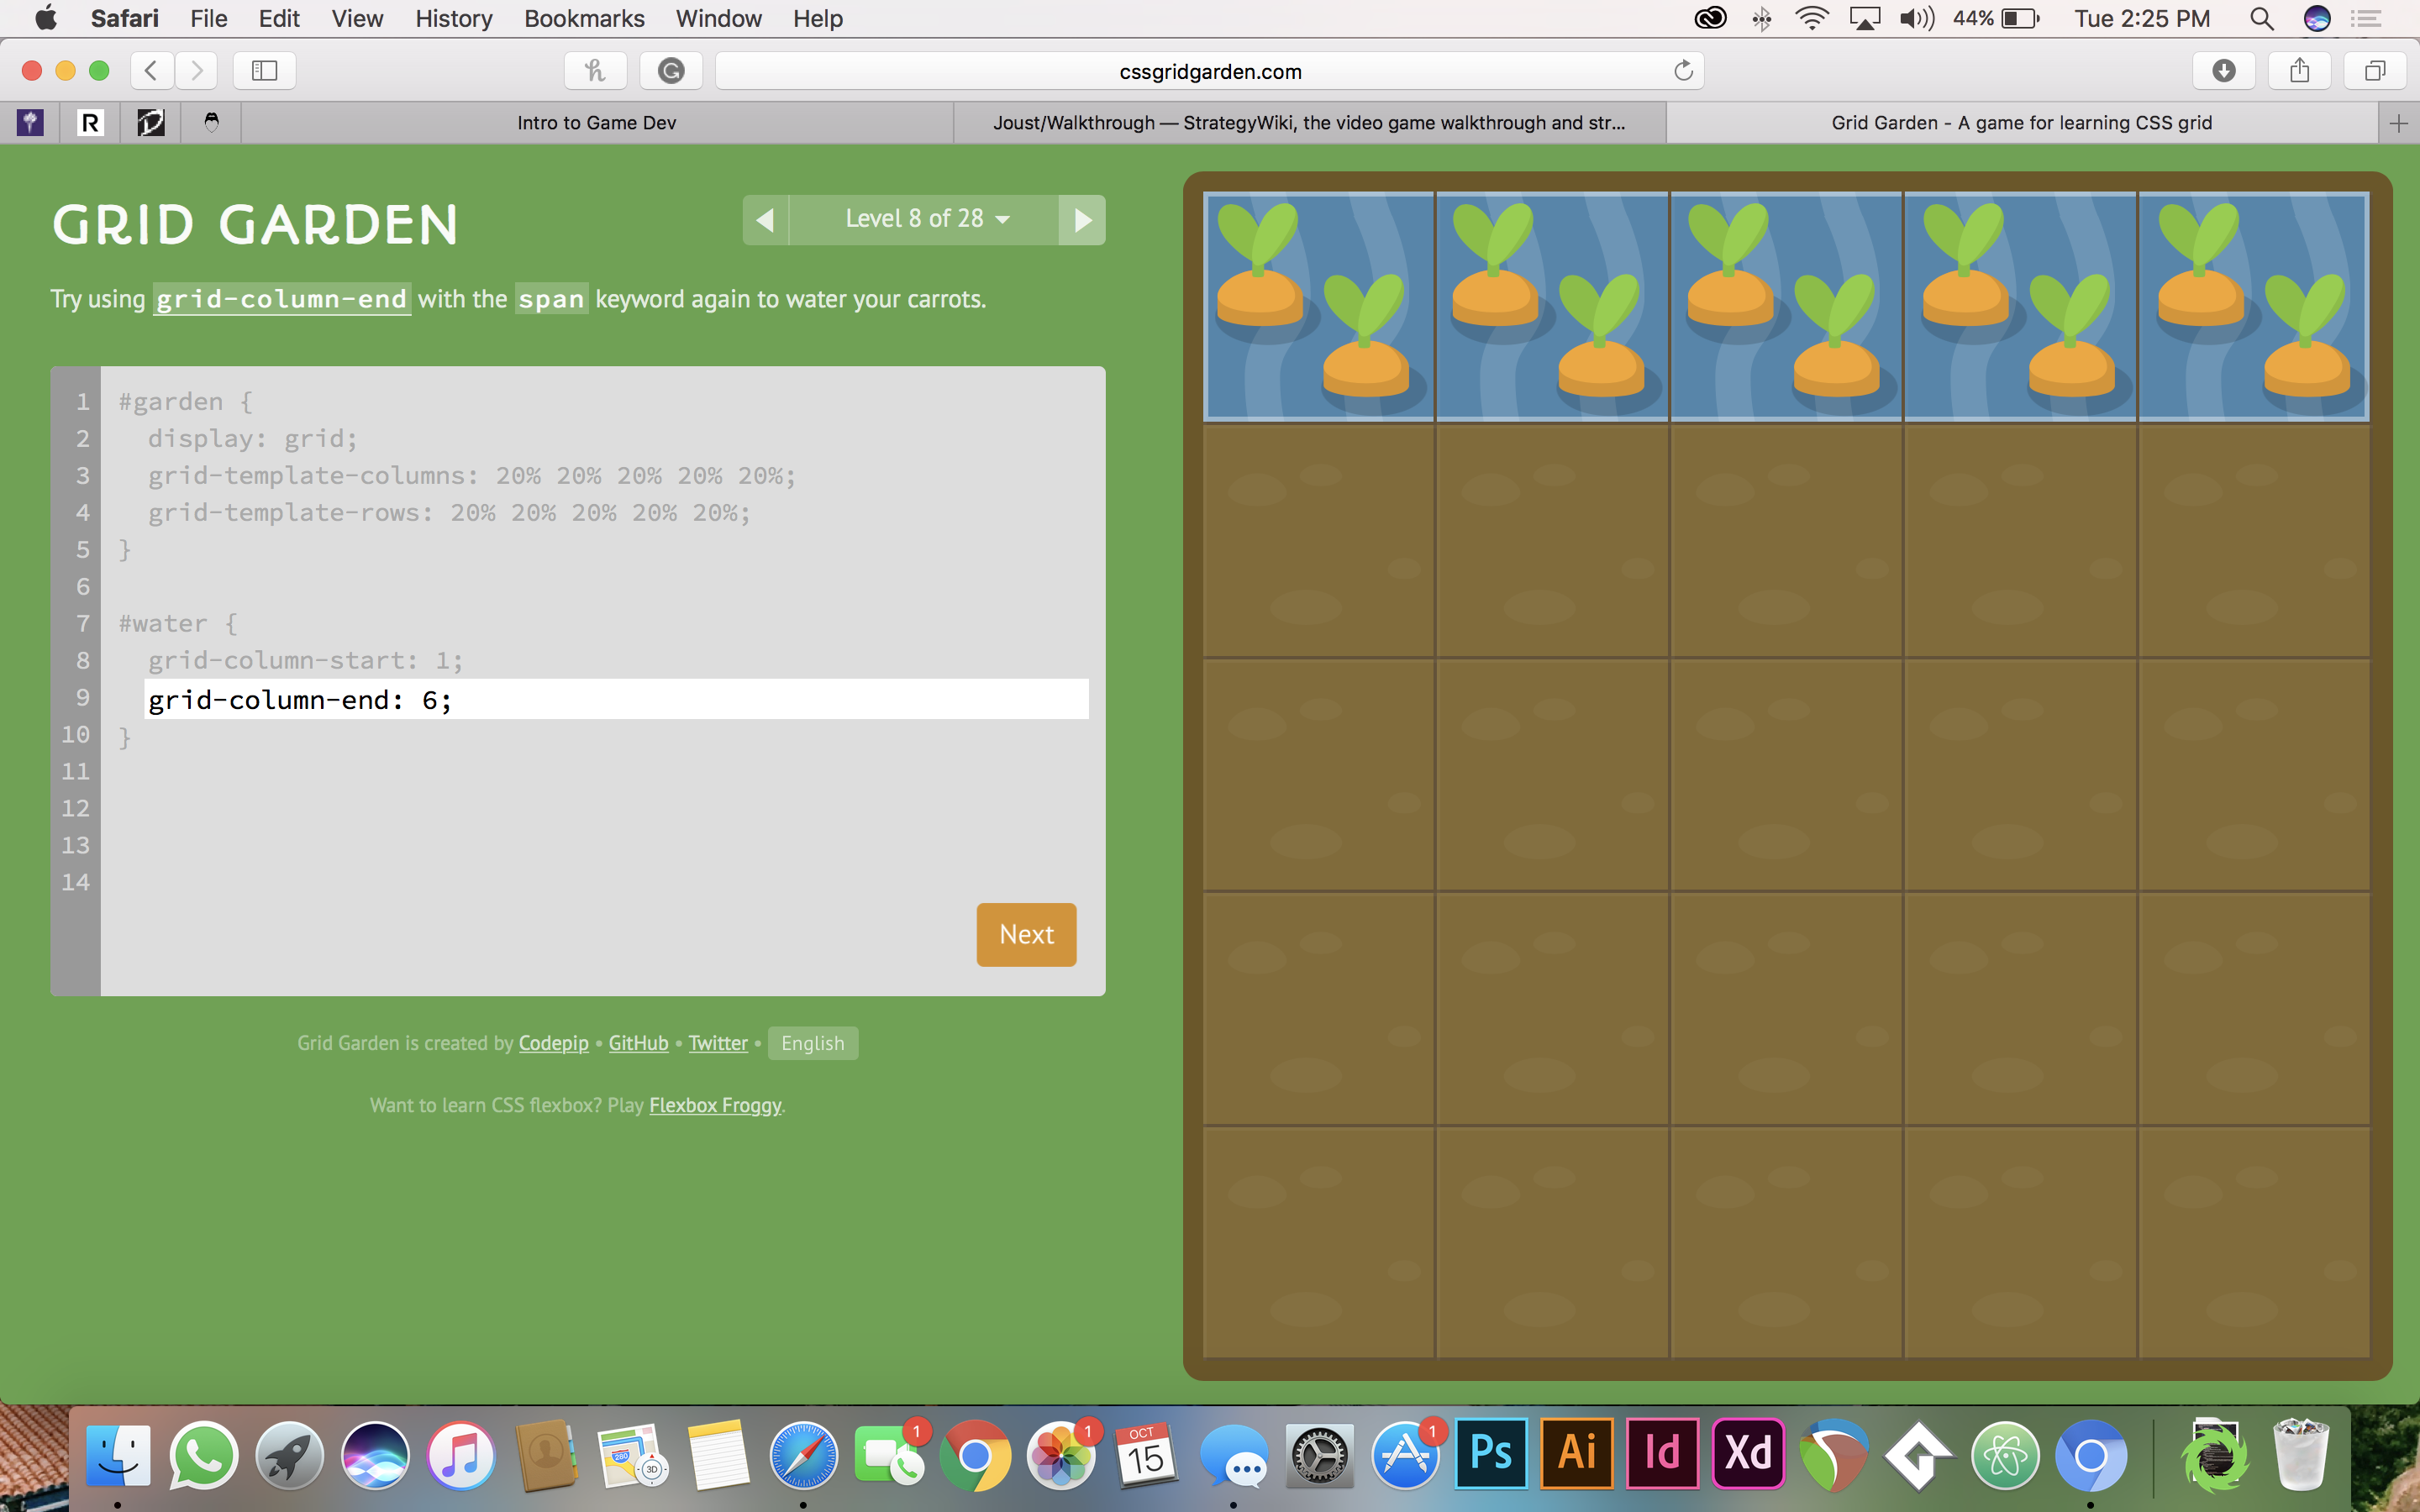 Safari File Edit View History Bookmarks Window Help 44% Tue 2:25 PM
cssgridgarden.com
R Intro to Game Dev Joust/Walkthrough — StrategyWiki, the video game walkthrough and str... Grid Garden - A game for learning CSS grid
GRID GARDEN
Level 8 of 28
Try using grid-column-end with the span keyword again to water your carrots.
1 #garden {
2 display: grid;
3 grid-template-columns: 20% 20% 20% 20% 20%;
4 grid-template-rows: 20% 20% 20% 20% 20%;
5 }
6
7 #water {
8 grid-column-start: 1;
9 grid-column-end: 6;
10 }
11
12
13
14
Next
Grid Garden is created by Codepip • GitHub • Twitter • English
Want to learn CSS flexbox? Play Flexbox Froggy.
280 3D 1 1 OCT 15 1 Ps Ai Id Xd